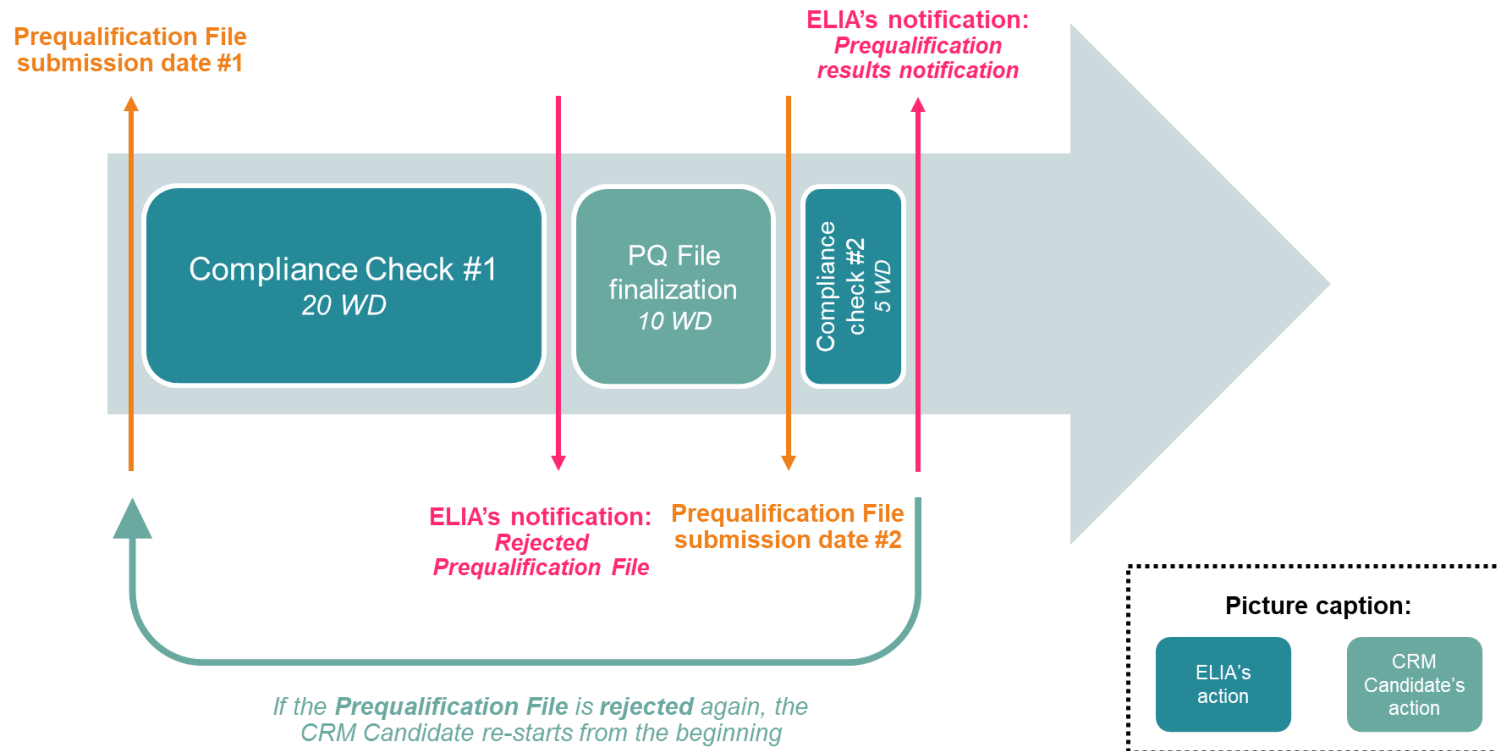 Prequalification File
submission date #1
ELIA's notification:
Prequalification
results notification
Compliance Check #1
20 WD
PQ File
finalization
10 WD
Compliance
check #2
5 WD
ELIA's notification:
Rejected
Prequalification File
Prequalification File
submission date #2
If the Prequalification File is rejected again, the
CRM Candidate re-starts from the beginning
Picture caption:
ELIA's
action
CRM
Candidate's
action